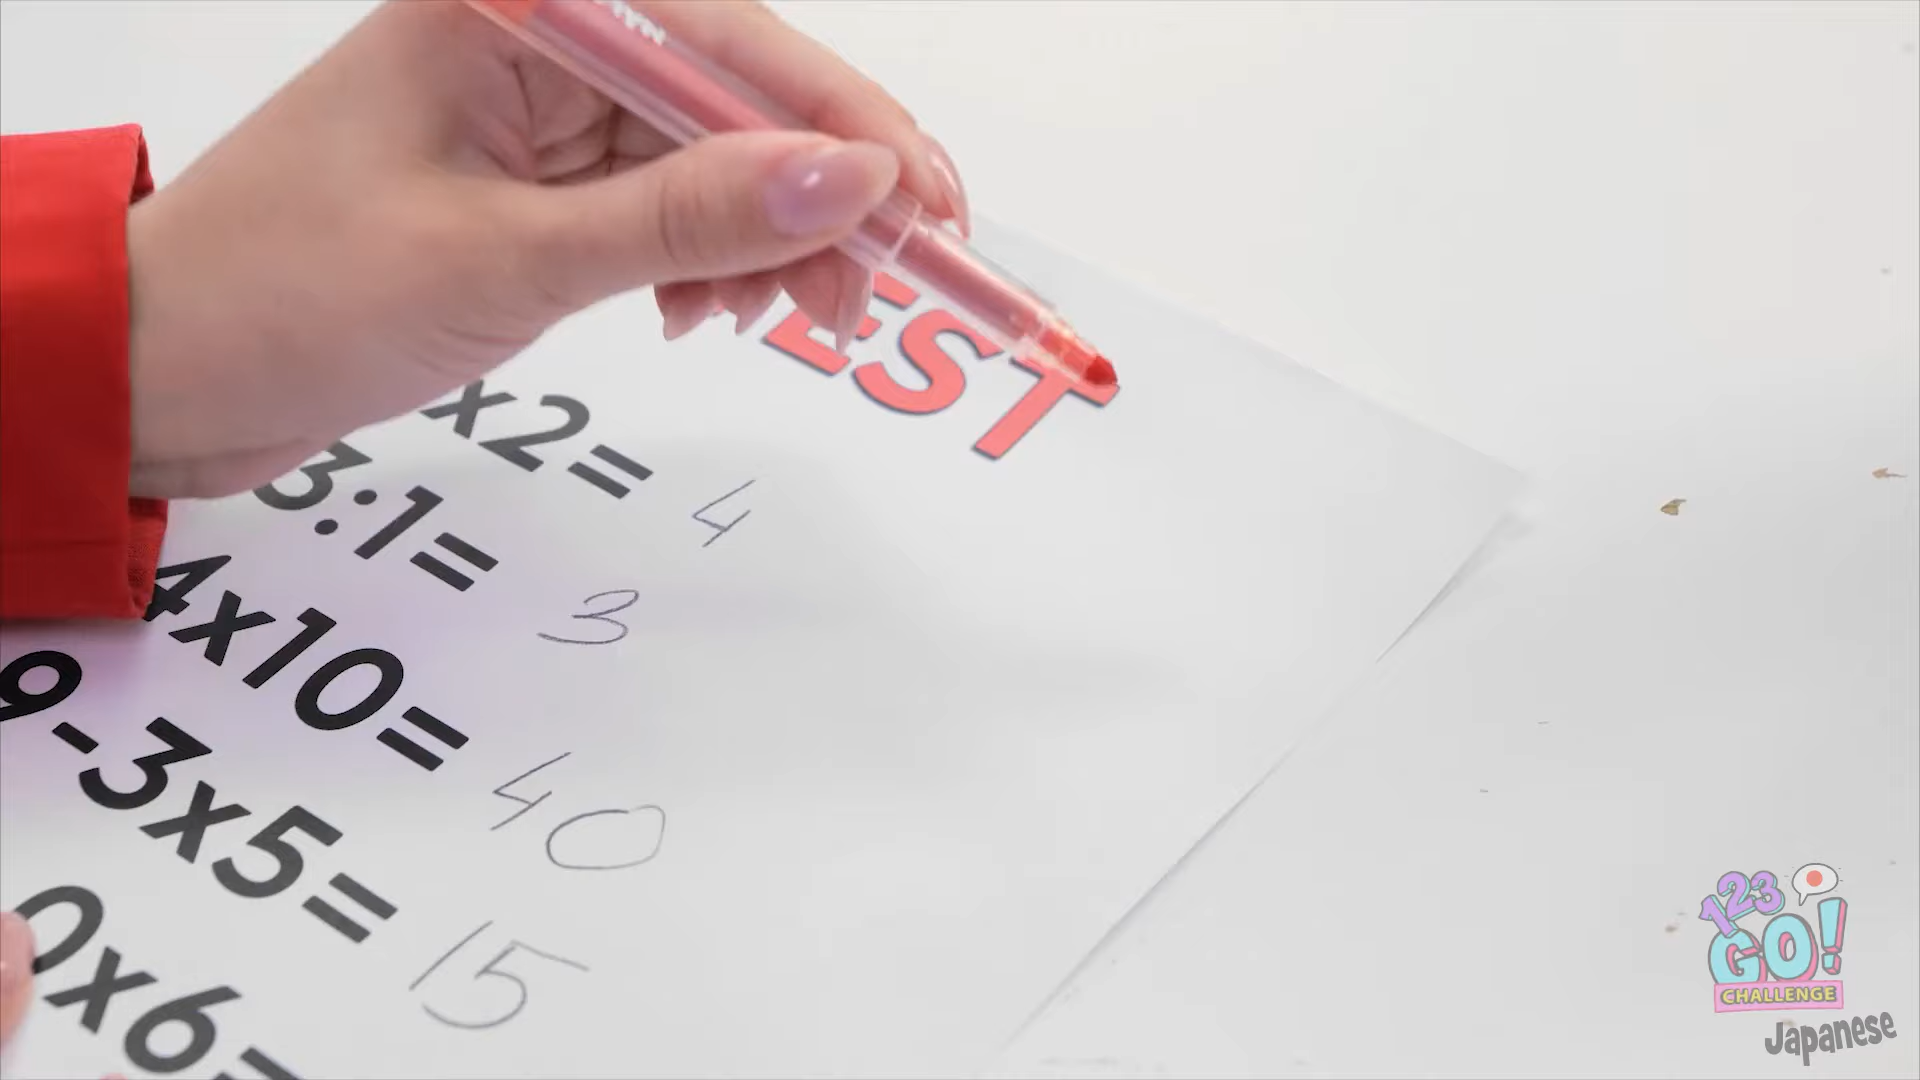 EST
x2= 4
3:1= 3
4x10= 40
9-3x5= 15
0x6=
123
GO!
CHALLENGE
Japanese